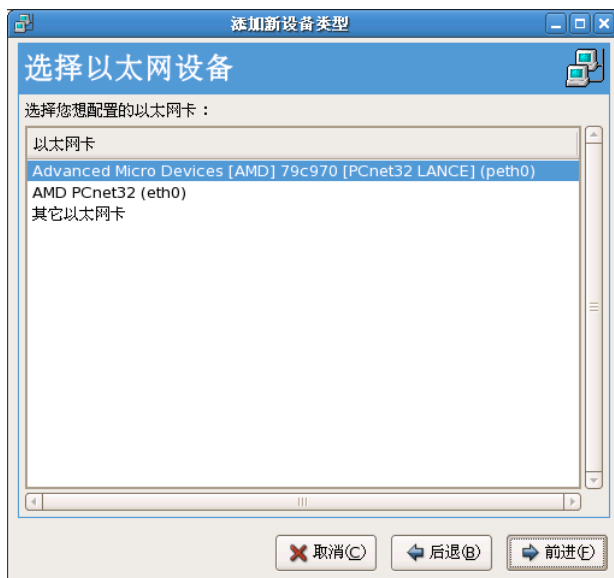 添加新设备类型
选择以太网设备
选择您想配置的以太网卡：
以太网卡
Advanced Micro Devices [AMD] 79c970 [PCnet32 LANCE] (peth0)
AMD PCnet32 (eth0)
其它以太网卡
取消(C) 后退(B) 前进(F)